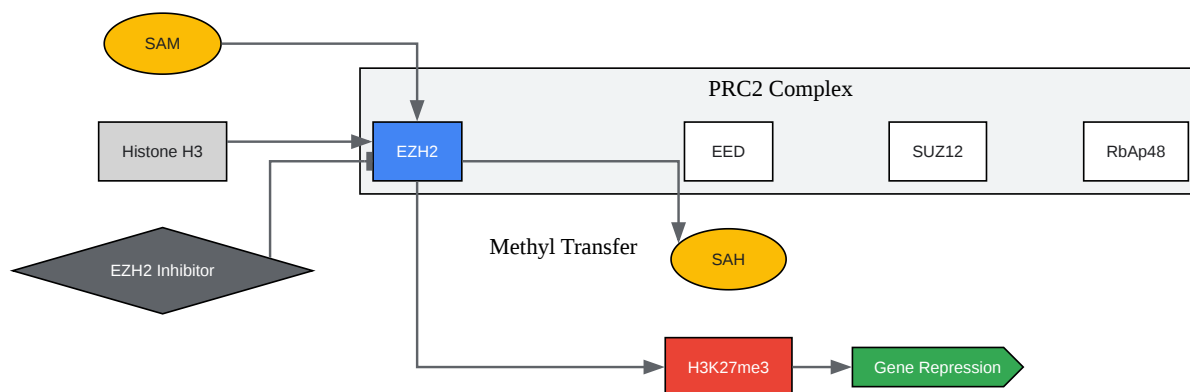 SAM
PRC2 Complex
Histone H3
EZH2
EED
SUZ12
RbAp48
Methyl Transfer
EZH2 Inhibitor
SAH
H3K27me3
Gene Repression